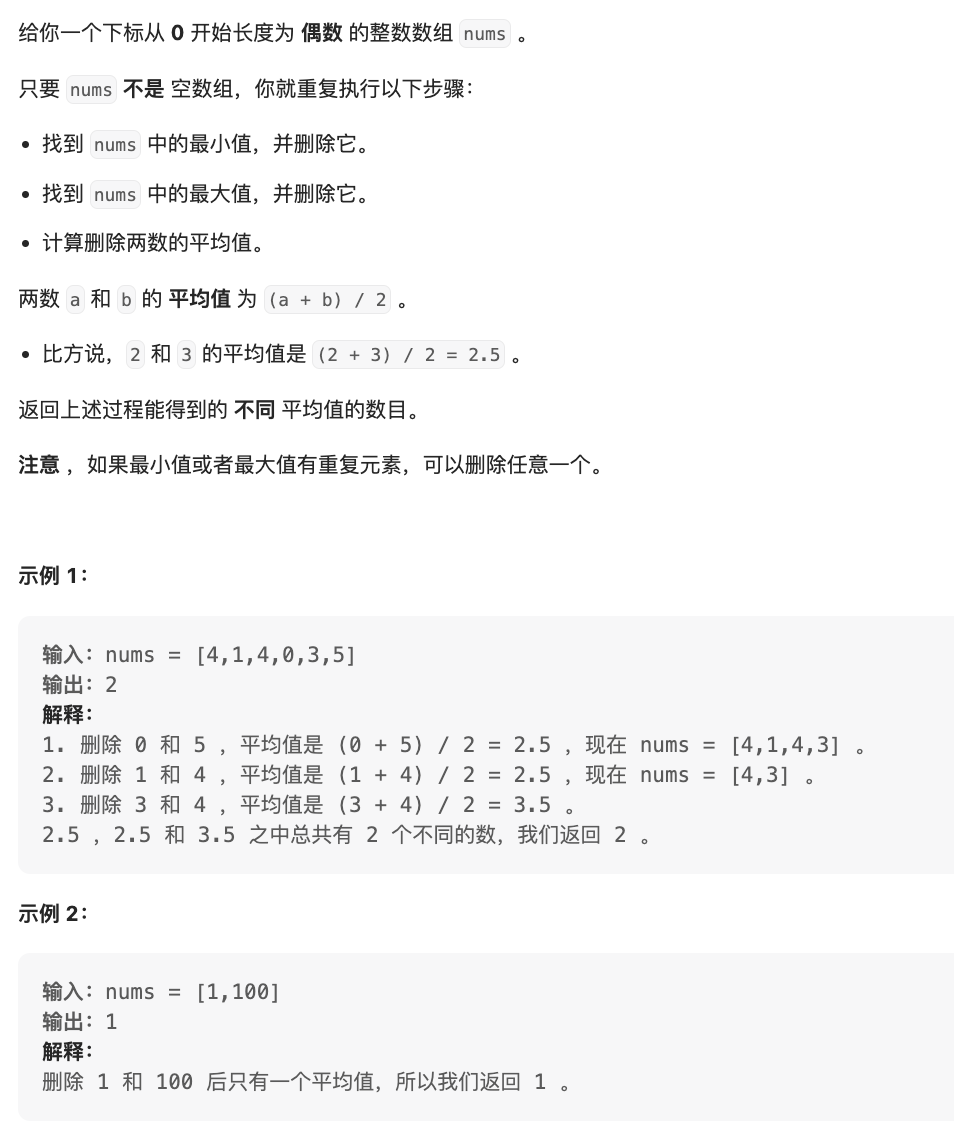 给你一个下标从 0 开始长度为 偶数 的整数数组 nums 。
只要 nums 不是 空数组，你就重复执行以下步骤：
• 找到 nums 中的最小值，并删除它。
• 找到 nums 中的最大值，并删除它。
• 计算删除两数的平均值。
两数 a 和 b 的 平均值 为 (a + b) / 2 。
• 比方说，2 和 3 的平均值是 (2 + 3) / 2 = 2.5 。
返回上述过程能得到的 不同 平均值的数目。
注意 ，如果最小值或者最大值有重复元素，可以删除任意一个。
示例 1：
输入：nums = [4,1,4,0,3,5]
输出：2
解释：
1. 删除 0 和 5 ，平均值是 (0 + 5) / 2 = 2.5 ，现在 nums = [4,1,4,3] 。
2. 删除 1 和 4 ，平均值是 (1 + 4) / 2 = 2.5 ，现在 nums = [4,3] 。
3. 删除 3 和 4 ，平均值是 (3 + 4) / 2 = 3.5 。
2.5 ，2.5 和 3.5 之中总共有 2 个不同的数，我们返回 2 。
示例 2：
输入：nums = [1,100]
输出：1
解释：
删除 1 和 100 后只有一个平均值，所以我们返回 1 。